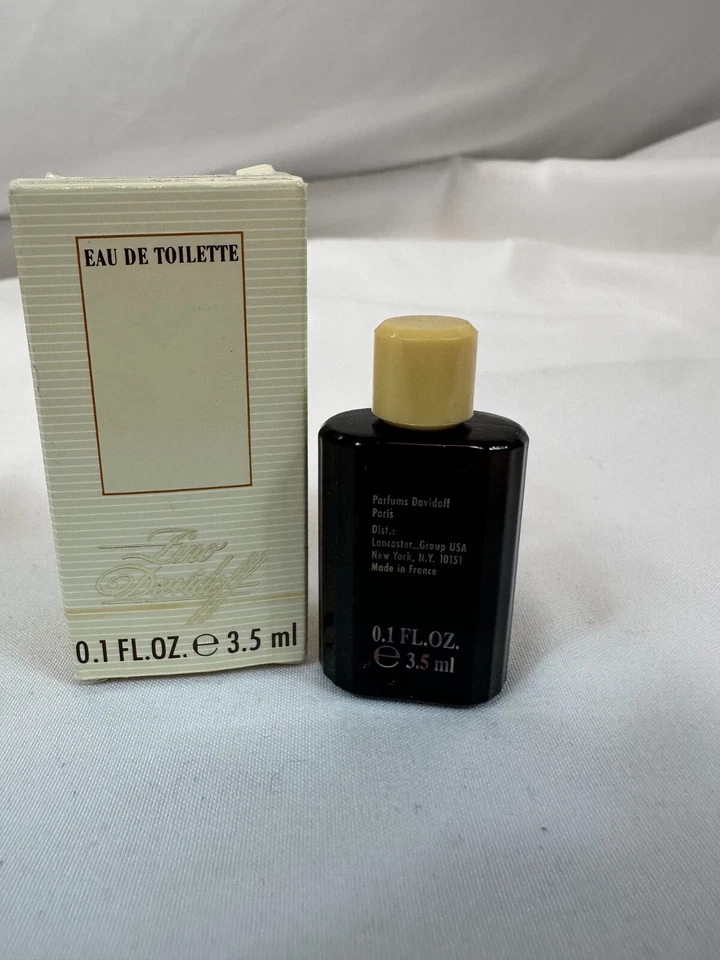 EAU DE TOILETTE
Zino
Davidoff
0.1 FL.OZ. ℮ 3.5 ml
Parfums Davidoff
Paris
Dist.:
Lancaster Group USA
New York, N.Y. 10151
Made in France
0.1 FL.OZ.
℮ 3.5 ml